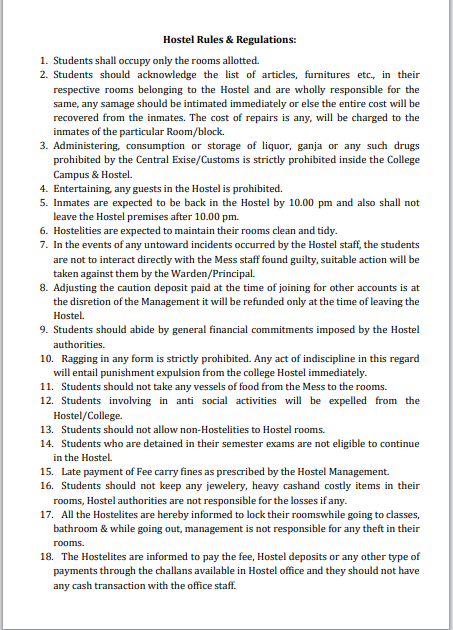 Hostel Rules & Regulations:
1. Students shall occupy only the rooms allotted.
2. Students should acknowledge the list of articles, furnitures etc., in their
respective rooms belonging to the Hostel and are wholly responsible for the
same, any samage should be intimated immediately or else the entire cost will be
recovered from the inmates. The cost of repairs is any, will be charged to the
inmates of the particular Room/block.
3. Administering, consumption or storage of liquor, ganja or any such drugs
prohibited by the Central Exise/Customs is strictly prohibited inside the College
Campus & Hostel.
4. Entertaining, any guests in the Hostel is prohibited.
5. Inmates are expected to be back in the Hostel by 10.00 pm and also shall not
leave the Hostel premises after 10.00 pm.
6. Hostelities are expected to maintain their rooms clean and tidy.
7. In the events of any untoward incidents occurred by the Hostel staff, the students
are not to interact directly with the Mess staff found guilty, suitable action will be
taken against them by the Warden/Principal.
8. Adjusting the caution deposit paid at the time of joining for other accounts is at
the disretion of the Management it will be refunded only at the time of leaving the
Hostel.
9. Students should abide by general financial commitments imposed by the Hostel
authorities.
10. Ragging in any form is strictly prohibited. Any act of indiscipline in this regard
will entail punishment expulsion from the college Hostel immediately.
11. Students should not take any vessels of food from the Mess to the rooms.
12. Students involving in anti social activities will be expelled from the
Hostel/College.
13. Students should not allow non-Hostelities to Hostel rooms.
14. Students who are detained in their semester exams are not eligible to continue
in the Hostel.
15. Late payment of Fee carry fines as prescribed by the Hostel Management.
16. Students should not keep any jewelery, heavy cashand costly items in their
rooms, Hostel authorities are not responsible for the losses if any.
17. All the Hostelites are hereby informed to lock their roomswhile going to classes,
bathroom & while going out, management is not responsible for any theft in their
rooms.
18. The Hostelites are informed to pay the fee, Hostel deposits or any other type of
payments through the challans available in Hostel office and they should not have
any cash transaction with the office staff.